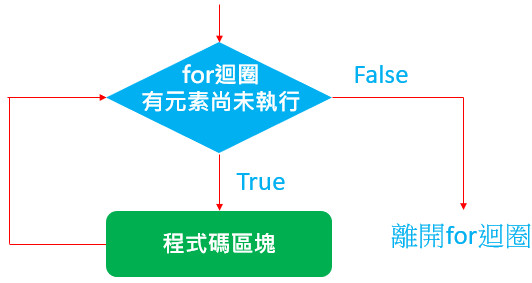 for迴圈
有元素尚未執行
False
True
程式碼區塊
離開for迴圈